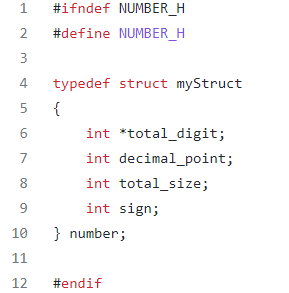 1 #ifndef NUMBER_H
2 #define NUMBER_H
3
4 typedef struct myStruct
5 {
6     int *total_digit;
7     int decimal_point;
8     int total_size;
9     int sign;
10 } number;
11
12 #endif